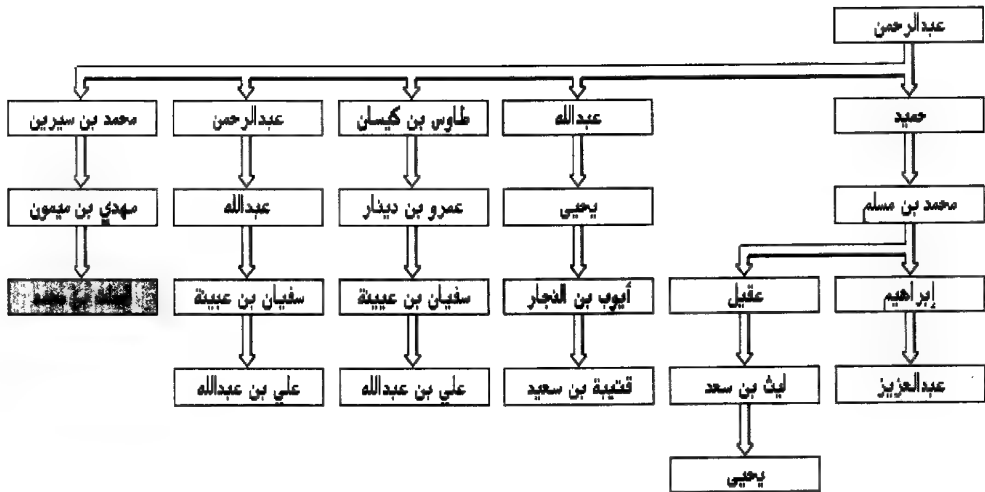 عبدالرحمن
حميد
عبدالله
طاوس بن كيسان
عبدالرحمن
محمد بن سيرين
محمد بن مسلم
يحيى
عمرو بن دينار
عبدالله
مهدي بن ميمون
إبراهيم
عقيل
أيوب بن النجار
سفيان بن عيينة
سفيان بن عيينة
بن محمد
عبدالعزيز
ليث بن سعد
قتيبة بن سعيد
علي بن عبدالله
علي بن عبدالله
يحيى